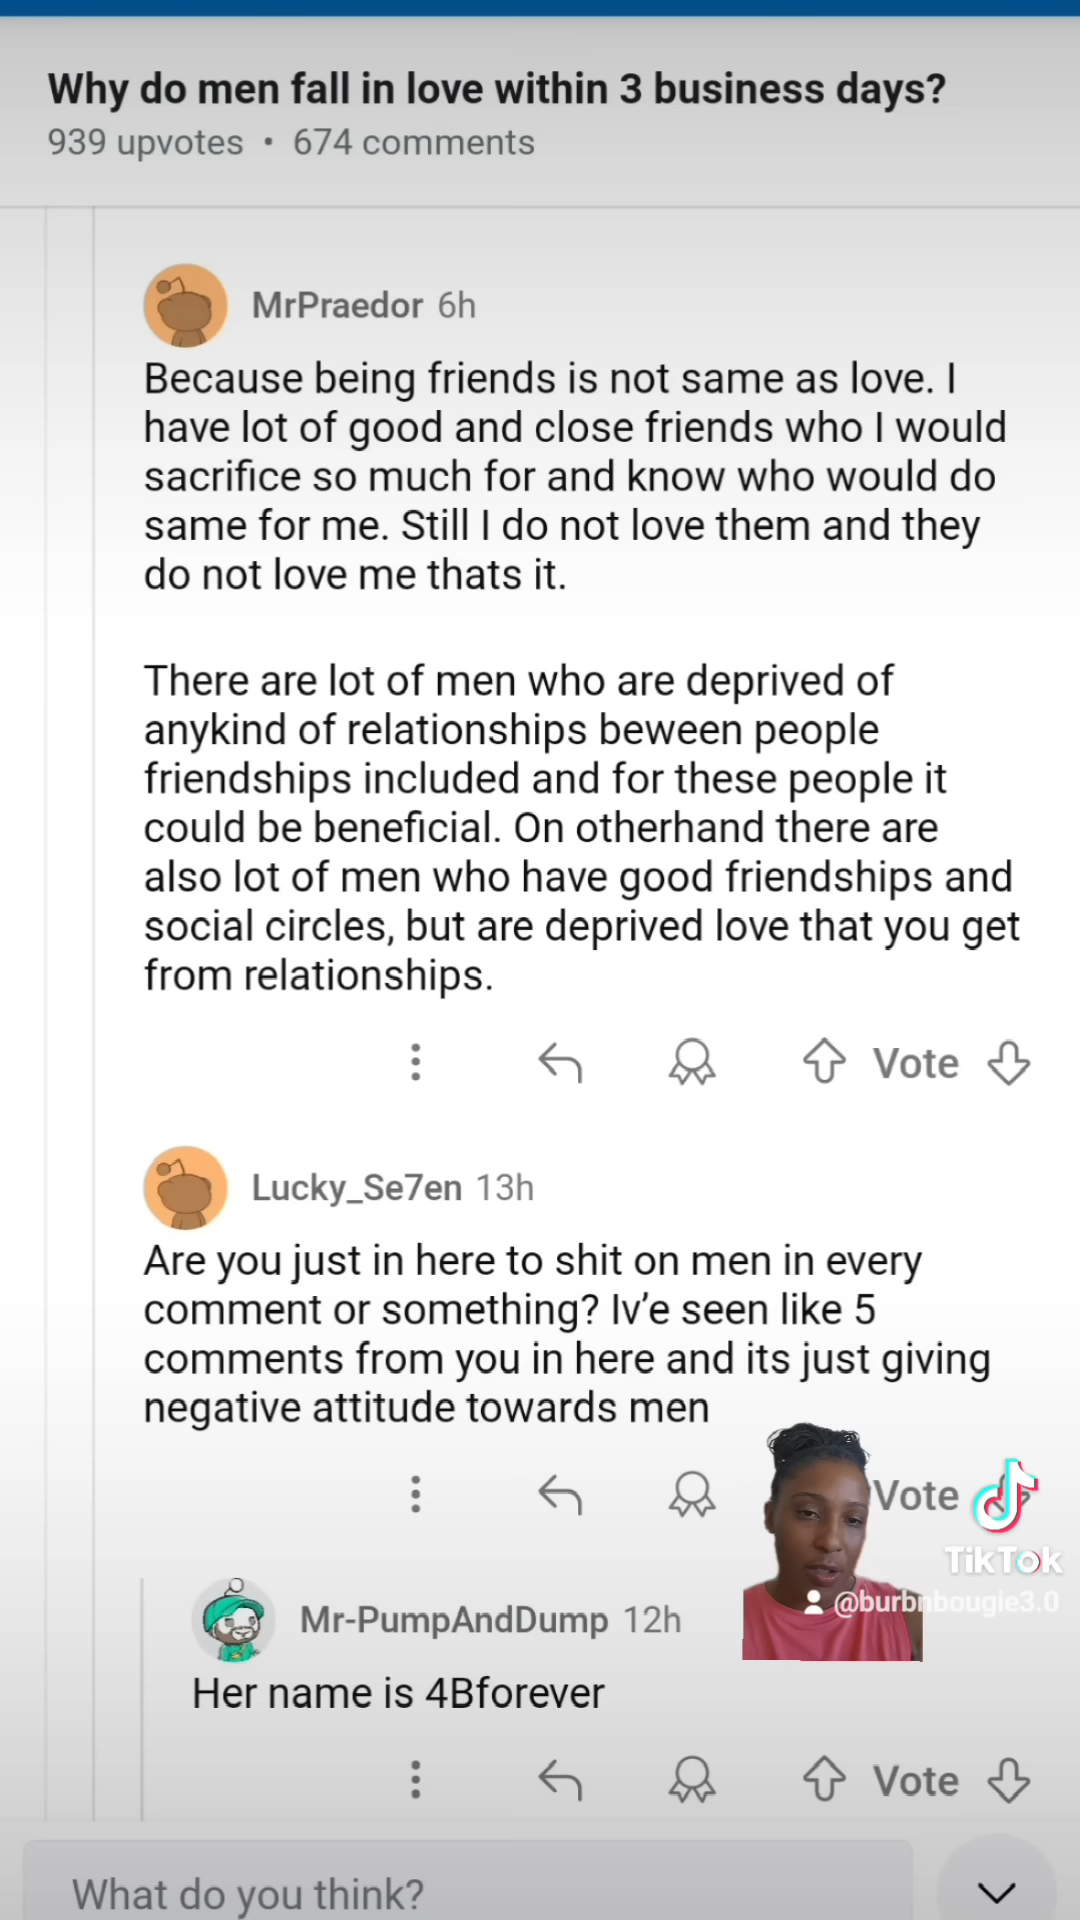 Why do men fall in love within 3 business days?
939 upvotes • 674 comments
MrPraedor 6h
Because being friends is not same as love. I
have lot of good and close friends who I would
sacrifice so much for and know who would do
same for me. Still I do not love them and they
do not love me thats it.
There are lot of men who are deprived of
anykind of relationships beween people
friendships included and for these people it
could be beneficial. On otherhand there are
also lot of men who have good friendships and
social circles, but are deprived love that you get
from relationships.
Vote
Lucky_Se7en 13h
Are you just in here to shit on men in every
comment or something? Iv'e seen like 5
comments from you in here and its just giving
negative attitude towards men
Vote
TikTok
@burbnbougie3.0
Mr-PumpAndDump 12h
Her name is 4Bforever
Vote
What do you think?